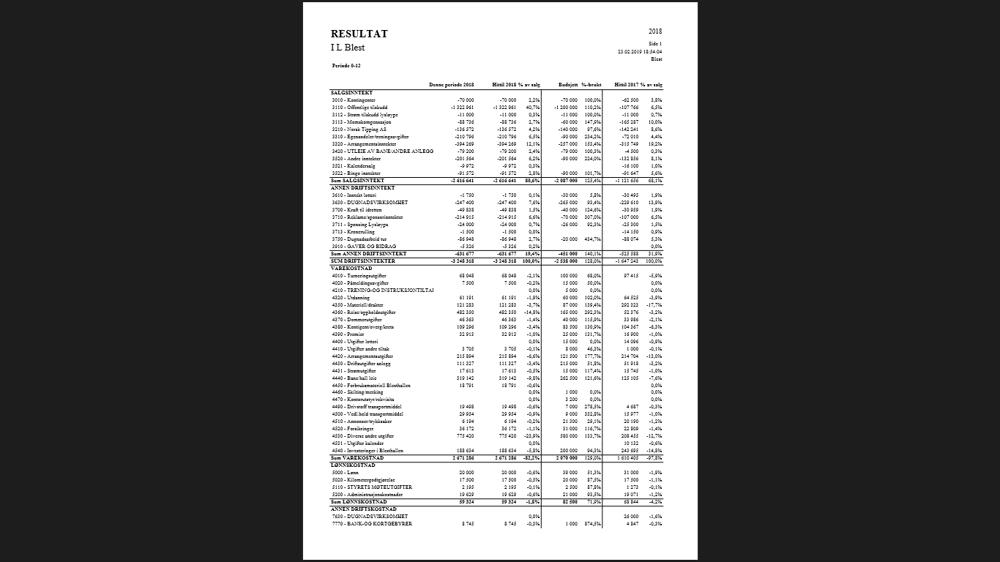 RESULTAT
2018
I L Blest
Side 1
23.02.2019 18:54:04
Blest
Periode 0-12
Denne periode 2018 Hittil 2018 % av salg Budsjett %-brukt Hittil 2017 % av salg
SALGSINNTEKT
3010 - Kontingenter -70 000 -70 000 2,2% -70 000 100,0% -62 500 3,8%
3110 - Offentlige tilskudd -1 322 961 -1 322 961 40,7% -1 200 000 110,2% -107 766 6,5%
3112 - Strøm tilskudd lysløype -11 000 -11 000 0,3% -11 000 100,0% -11 000 0,7%
3113 - Momskompensasjon -88 736 -88 736 2,7% -60 000 147,9% -165 287 10,0%
3210 - Norsk Tipping AS -136 572 -136 572 4,2% -140 000 97,6% -142 241 8,6%
3310 - Egenandeler/treningsavgifter -210 796 -210 796 6,5% -90 000 234,2% -72 010 4,4%
3320 - Arrangementsinntekter -394 269 -394 269 12,1% -257 000 153,4% -315 749 19,2%
3420 - UTLEIE AV BANE/ANDRE ANLEGG -79 200 -79 200 2,4% -79 000 100,3% -4 500 0,3%
3520 - Andre inntekter -201 564 -201 564 6,2% -90 000 224,0% -132 856 8,1%
3521 - Kalendersalg -9 972 -9 972 0,3% -16 100 1,0%
3522 - Bingo inntekter -91 572 -91 572 2,8% -90 000 101,7% -91 647 5,6%
Sum SALGSINNTEKT -2 616 641 -2 616 641 80,6% -2 087 000 125,4% -1 121 656 68,1%
ANNEN DRIFTSINNTEKT
3610 - Inntekt lotteri -1 750 -1 750 0,1% -30 000 5,8% -30 495 1,9%
3630 - DUGNADSVIRKSOMHET -247 400 -247 400 7,6% -265 000 93,4% -229 610 13,9%
3700 - Kraft til idretten -49 838 -49 838 1,5% -40 000 124,6% -30 959 1,9%
3710 - Reklame/sponsorinntekter -214 915 -214 915 6,6% -70 000 307,0% -107 000 6,5%
3711 - Sponsing Lysløypa -24 000 -24 000 0,7% -26 000 92,3% -25 300 1,5%
3713 - Kronerulling -1 500 -1 500 0,0% -14 150 0,9%
3750 - Dugnadsarbeid tur -86 948 -86 948 2,7% -20 000 434,7% -88 074 5,3%
3910 - GAVER OG BIDRAG -5 326 -5 326 0,2% 0,0%
Sum ANNEN DRIFTSINNTEKT -631 677 -631 677 19,4% -451 000 140,1% -525 588 31,9%
SUM DRIFTSINNTEKTER -3 248 318 -3 248 318 100,0% -2 538 000 128,0% -1 647 243 100,0%
VAREKOSTNAD
4010 - Turneringsutgifter 68 048 68 048 -2,1% 100 000 68,0% 97 415 -5,9%
4020 - Påmeldingsavgifter 7 500 7 500 -0,2% 15 000 50,0% 0,0%
4210 - TRENING-OG INSTRUKSJONTILTAI 0,0% 5 000 0,0% 0,0%
4320 - Utdanning 61 191 61 191 -1,9% 60 000 102,0% 64 525 -3,9%
4350 - Materiell/drakter 121 283 121 283 -3,7% 87 000 139,4% 292 323 -17,7%
4360 - Reise/oppholdsutgifter 482 350 482 350 -14,8% 165 000 292,3% 52 376 -3,2%
4370 - Dommerutgifter 46 363 46 363 -1,4% 40 000 115,9% 33 986 -2,1%
4380 - Kontigent/overg/krets 109 296 109 296 -3,4% 83 500 130,9% 104 367 -6,3%
4390 - Premier 32 913 32 913 -1,0% 25 000 131,7% 16 900 -1,0%
4400 - Utgifter lotteri 0,0% 15 000 0,0% 14 096 -0,9%
4410 - Utgifter andre tiltak 3 705 3 705 -0,1% 8 000 46,3% 1 000 -0,1%
4420 - Arrangementsutgifter 215 894 215 894 -6,6% 121 500 177,7% 214 704 -13,0%
4430 - Driftsutgifter anlegg 111 327 111 327 -3,4% 215 000 51,8% 51 918 -3,2%
4431 - Strømutgifter 17 613 17 613 -0,5% 15 000 117,4% 15 745 -1,0%
4440 - Bane/hall leie 319 142 319 142 -9,8% 262 500 121,6% 125 105 -7,6%
4450 - Forbruksmateriell Blesthallen 18 791 18 791 -0,6% 0,0%
4460 - Skilting/merking 0,0% 1 000 0,0% 0,0%
4470 - Kontorutstyr/rekvisita 0,0% 3 200 0,0% 0,0%
4490 - Drivstoff transportmiddel 19 498 19 498 -0,6% 7 000 278,5% 4 687 -0,3%
4500 - Vedl.hold transportmiddel 29 954 29 954 -0,9% 9 000 332,8% 15 977 -1,0%
4510 - Annonser/trykksaker 6 194 6 194 -0,2% 21 300 29,1% 20 190 -1,2%
4520 - Forsikringer 36 172 36 172 -1,1% 31 000 116,7% 22 809 -1,4%
4530 - Diverse andre utgifter 775 420 775 420 -23,9% 580 000 133,7% 208 455 -12,7%
4531 - Utgifter kalender 0,0% 10 132 -0,6%
4540 - Investeringer i Blesthallen 188 634 188 634 -5,8% 200 000 94,3% 243 695 -14,8%
Sum VAREKOSTNAD 2 671 286 2 671 286 -82,2% 2 070 000 129,0% 1 610 405 -97,8%
LØNNSKOSTNAD
5000 - Lønn 20 000 20 000 -0,6% 39 000 51,3% 31 000 -1,9%
5020 - Kilometergodtgjørelse 17 500 17 500 -0,5% 20 000 87,5% 17 500 -1,1%
5110 - STYRETS MØTEUTGIFTER 2 195 2 195 -0,1% 2 500 87,8% 1 273 -0,1%
5200 - Administrasjonskostnader 19 629 19 629 -0,6% 21 000 93,5% 19 071 -1,2%
Sum LØNNSKOSTNAD 59 324 59 324 -1,8% 82 500 71,9% 68 844 -4,2%
ANNEN DRIFTSKOSTNAD
7630 - DUGNADSVIRKSOMHET 0,0% 26 000 -1,6%
7770 - BANK-OG KORTGEBYRER 8 745 8 745 -0,3% 1 000 874,5% 4 847 -0,3%